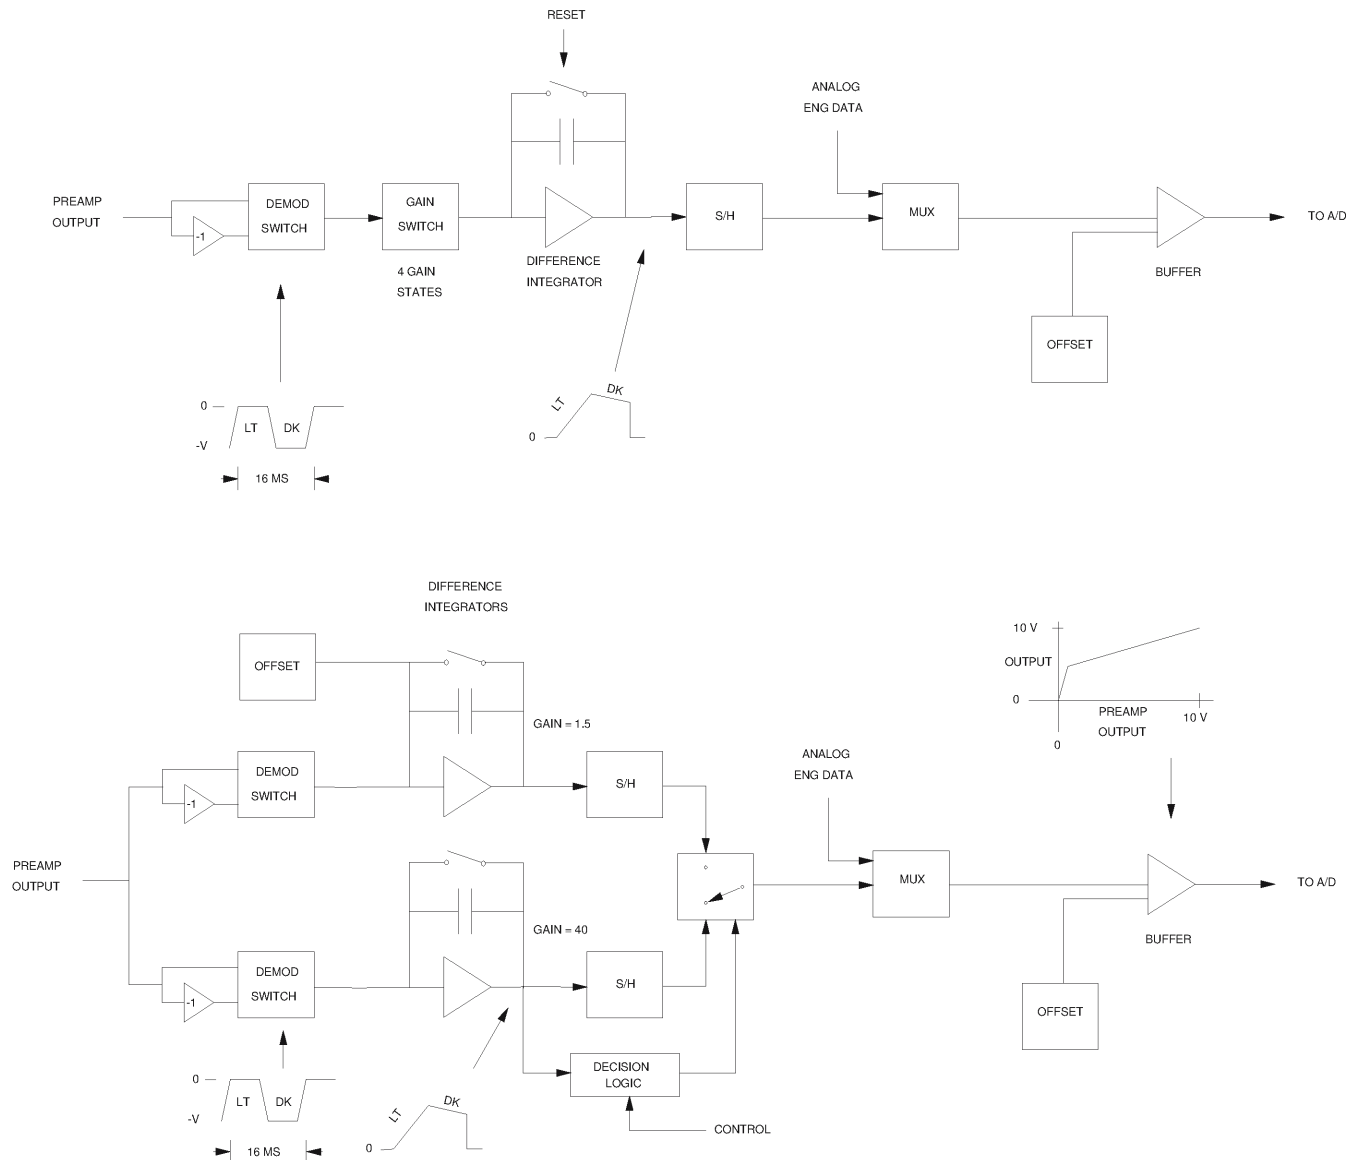 RESET
ANALOG
ENG DATA
PREAMP
OUTPUT
-1
DEMOD
SWITCH
GAIN
SWITCH
S/H
MUX
TO A/D
4 GAIN
STATES
DIFFERENCE
INTEGRATOR
BUFFER
OFFSET
0
-V
LT
DK
16 MS
0
LT
DK
DIFFERENCE
INTEGRATORS
OFFSET
GAIN = 1.5
DEMOD
SWITCH
-1
S/H
PREAMP
OUTPUT
GAIN = 40
DEMOD
SWITCH
-1
S/H
DECISION
LOGIC
CONTROL
0
-V
LT
DK
16 MS
0
LT
DK
ANALOG
ENG DATA
MUX
10 V
OUTPUT
0
PREAMP
OUTPUT
10 V
0
TO A/D
BUFFER
OFFSET